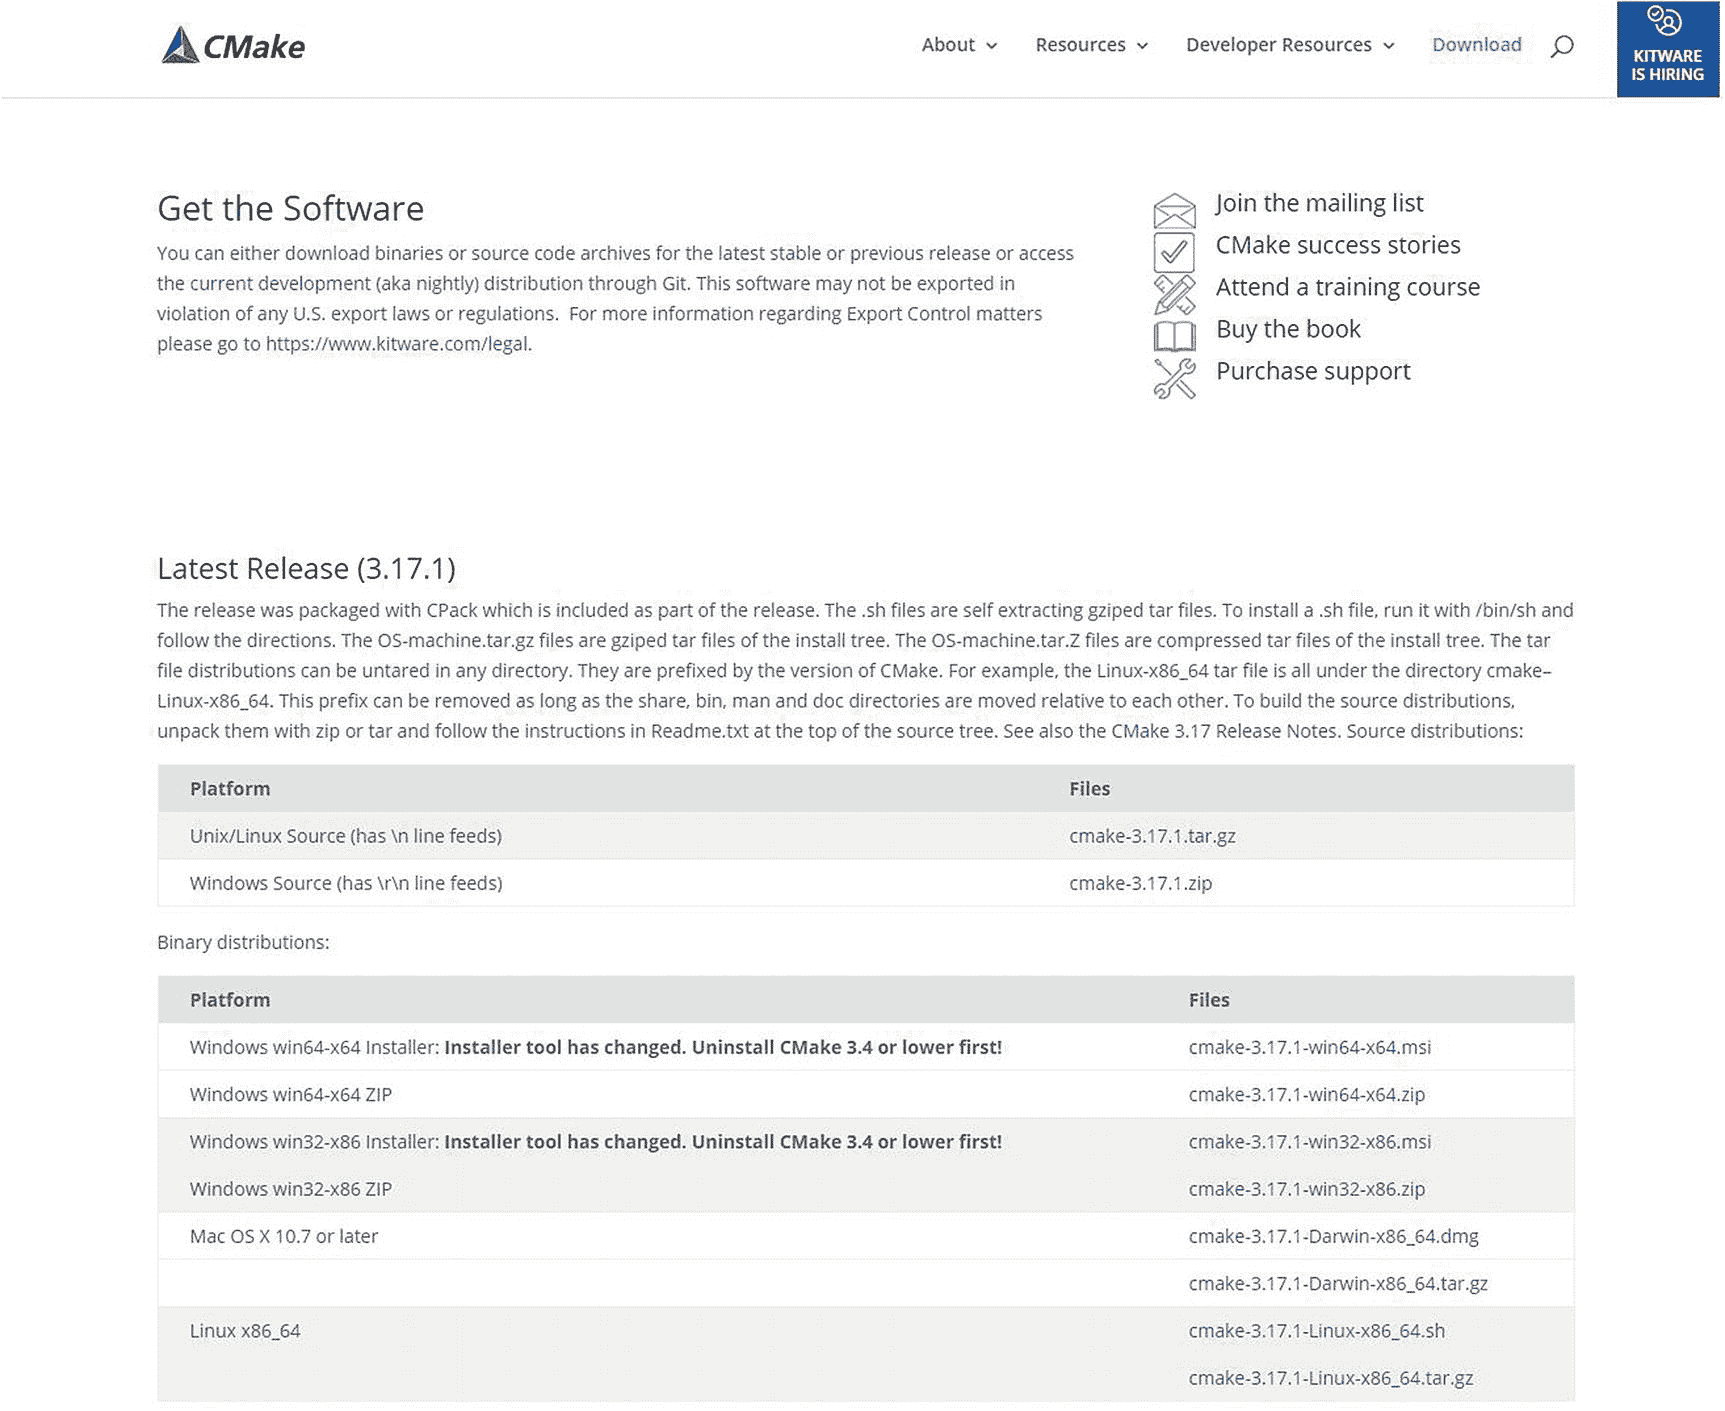 CMake
About
Resources
Developer Resources
Download
KITWARE
IS HIRING
Get the Software
You can either download binaries or source code archives for the latest stable or previous release or access
the current development (aka nightly) distribution through Git. This software may not be exported in
violation of any U.S. export laws or regulations.  For more information regarding Export Control matters
please go to https://www.kitware.com/legal.
Join the mailing list
CMake success stories
Attend a training course
Buy the book
Purchase support
Latest Release (3.17.1)
The release was packaged with CPack which is included as part of the release. The .sh files are self extracting gziped tar files. To install a .sh file, run it with /bin/sh and
follow the directions. The OS-machine.tar.gz files are gziped tar files of the install tree. The OS-machine.tar.Z files are compressed tar files of the install tree. The tar
file distributions can be untared in any directory. They are prefixed by the version of CMake. For example, the Linux-x86_64 tar file is all under the directory cmake–
Linux-x86_64. This prefix can be removed as long as the share, bin, man and doc directories are moved relative to each other. To build the source distributions,
unpack them with zip or tar and follow the instructions in Readme.txt at the top of the source tree. See also the CMake 3.17 Release Notes. Source distributions:
Platform Files
Unix/Linux Source (has \n line feeds) cmake-3.17.1.tar.gz
Windows Source (has \r\n line feeds) cmake-3.17.1.zip
Binary distributions:
Platform Files
Windows win64-x64 Installer: Installer tool has changed. Uninstall CMake 3.4 or lower first! cmake-3.17.1-win64-x64.msi
Windows win64-x64 ZIP cmake-3.17.1-win64-x64.zip
Windows win32-x86 Installer: Installer tool has changed. Uninstall CMake 3.4 or lower first! cmake-3.17.1-win32-x86.msi
Windows win32-x86 ZIP cmake-3.17.1-win32-x86.zip
Mac OS X 10.7 or later cmake-3.17.1-Darwin-x86_64.dmg
cmake-3.17.1-Darwin-x86_64.tar.gz
Linux x86_64 cmake-3.17.1-Linux-x86_64.sh
cmake-3.17.1-Linux-x86_64.tar.gz